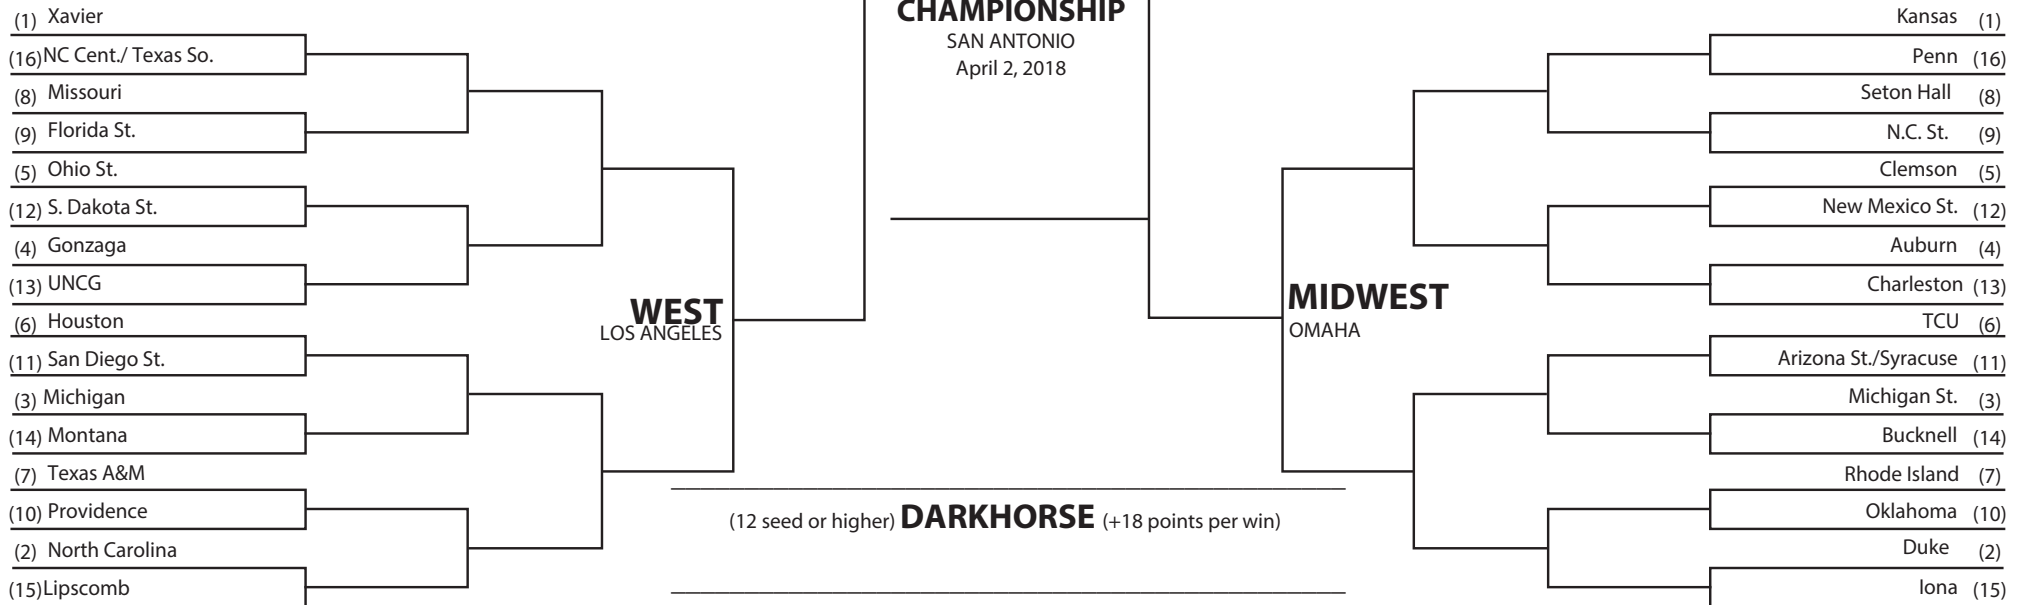 (1) Xavier
(16)NC Cent./ Texas So.
(8) Missouri
(9) Florida St.
(5) Ohio St.
(12) S. Dakota St.
(4) Gonzaga
(13) UNCG
(6) Houston
(11) San Diego St.
(3) Michigan
(14) Montana
(7) Texas A&M
(10) Providence
(2) North Carolina
(15)Lipscomb
WEST
LOS ANGELES
CHAMPIONSHIP
SAN ANTONIO
April 2, 2018
(12 seed or higher) DARKHORSE (+18 points per win)
MIDWEST
OMAHA
Kansas (1)
Penn (16)
Seton Hall (8)
N.C. St. (9)
Clemson (5)
New Mexico St. (12)
Auburn (4)
Charleston (13)
TCU (6)
Arizona St./Syracuse (11)
Michigan St. (3)
Bucknell (14)
Rhode Island (7)
Oklahoma (10)
Duke (2)
Iona (15)